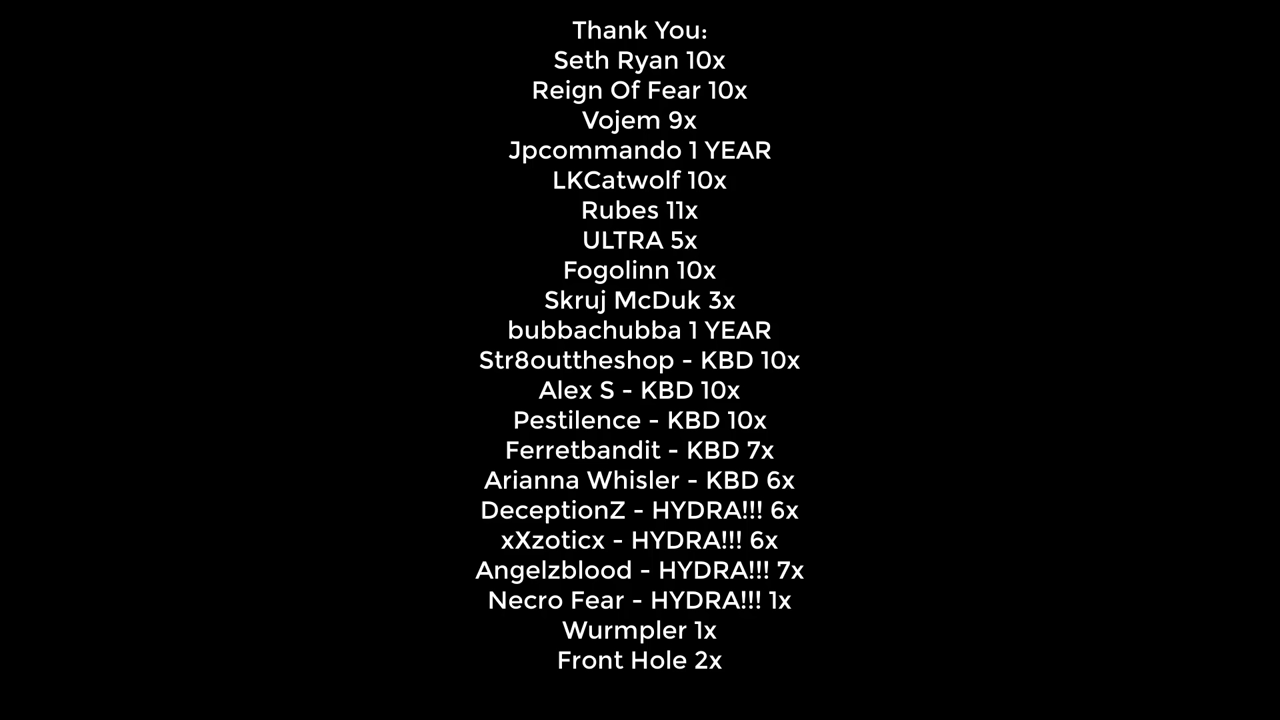 Thank You:
Seth Ryan 10x
Reign Of Fear 10x
Vojem 9x
Jpcommando 1 YEAR
LKCatwolf 10x
Rubes 11x
ULTRA 5x
Fogolinn 10x
Skruj McDuk 3x
bubbachubba 1 YEAR
Str8outtheshop - KBD 10x
Alex S - KBD 10x
Pestilence - KBD 10x
Ferretbandit - KBD 7x
Arianna Whisler - KBD 6x
DeceptionZ - HYDRA!!! 6x
xXzoticx - HYDRA!!! 6x
Angelzblood - HYDRA!!! 7x
Necro Fear - HYDRA!!! 1x
Wurmpler 1x
Front Hole 2x